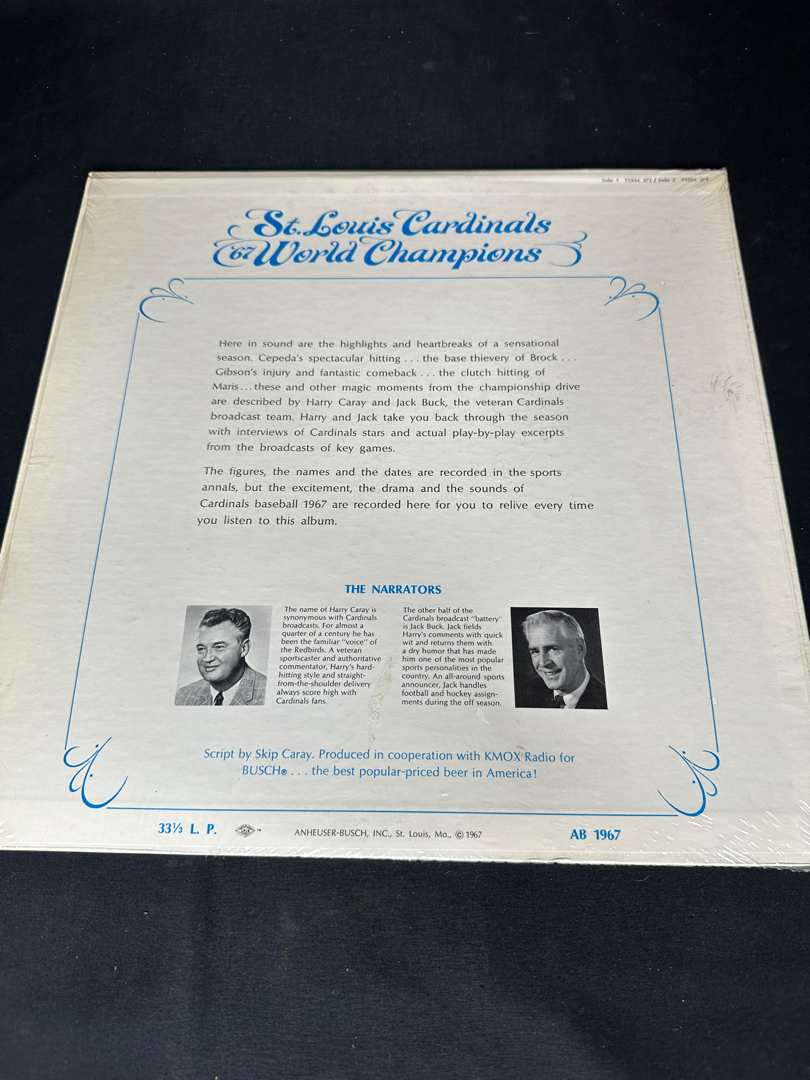 St. Louis Cardinals
'67 World Champions
Here in sound are the highlights and heartbreaks of a sensational
season. Cepeda's spectacular hitting . . . the base thievery of Brock . . .
Gibson's injury and fantastic comeback . . . the clutch hitting of
Maris . . . these and other magic moments from the championship drive
are described by Harry Caray and Jack Buck, the veteran Cardinals
broadcast team. Harry and Jack take you back through the season
with interviews of Cardinals stars and actual play-by-play excerpts
from the broadcasts of key games.
The figures, the names and the dates are recorded in the sports
annals, but the excitement, the drama and the sounds of
Cardinals baseball 1967 are recorded here for you to relive every time
you listen to this album.
THE NARRATORS
The name of Harry Caray is
synonymous with Cardinals
broadcasts. For almost a
quarter of a century he has
been the familiar "voice" of
the Redbirds. A veteran
sportscaster and authoritative
commentator, Harry's hard-
hitting style and straight-
from-the-shoulder delivery
always score high with
Cardinals fans.
The other half of the
Cardinals broadcast "battery"
is Jack Buck. Jack fields
Harry's comments with quick
wit and returns them with
a dry humor that has made
him one of the most popular
sports personalities in the
country. An all-around sports
announcer, Jack handles
football and hockey assign-
ments during the off season.
Script by Skip Caray. Produced in cooperation with KMOX Radio for
BUSCH® . . . the best popular-priced beer in America!
33⅓ L. P.
ANHEUSER-BUSCH, INC., St. Louis, Mo., © 1967
AB 1967